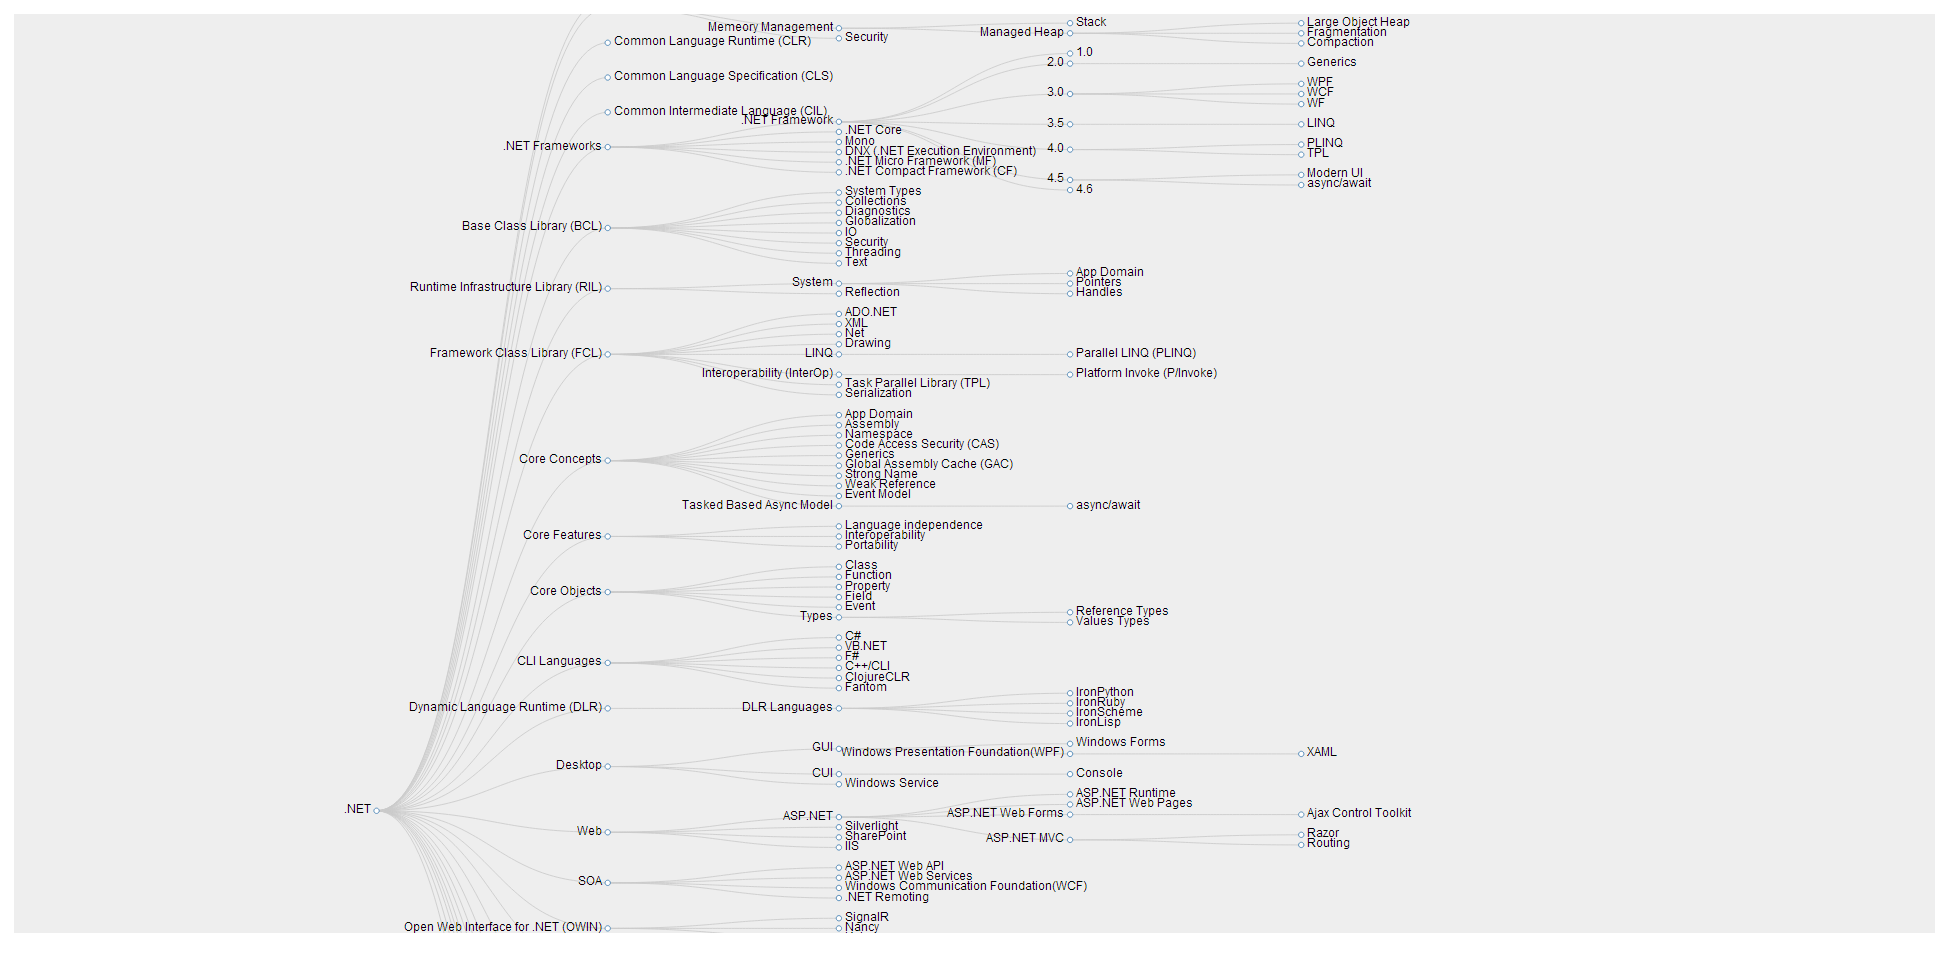 Memeory Management
Stack
Large Object Heap
Managed Heap
Fragmentation
Security
Compaction
Common Language Runtime (CLR)
1.0
2.0
Generics
Common Language Specification (CLS)
WPF
3.0
WCF
WF
Common Intermediate Language (CIL)
.NET Framework
3.5
LINQ
.NET Core
Mono
PLINQ
.NET Frameworks
DNX (.NET Execution Environment)
4.0
TPL
.NET Micro Framework (MF)
.NET Compact Framework (CF)
Modern UI
4.5
async/await
4.6
System Types
Collections
Diagnostics
Globalization
Base Class Library (BCL)
IO
Security
Threading
Text
App Domain
System
Pointers
Runtime Infrastructure Library (RIL)
Reflection
Handles
ADO.NET
XML
Net
Drawing
Framework Class Library (FCL)
LINQ
Parallel LINQ (PLINQ)
Interoperability (InterOp)
Platform Invoke (P/Invoke)
Task Parallel Library (TPL)
Serialization
App Domain
Assembly
Namespace
Code Access Security (CAS)
Generics
Core Concepts
Global Assembly Cache (GAC)
Strong Name
Weak Reference
Event Model
Tasked Based Async Model
async/await
Language independence
Core Features
Interoperability
Portability
Class
Function
Property
Core Objects
Field
Event
Types
Reference Types
Values Types
C#
VB.NET
F#
CLI Languages
C++/CLI
ClojureCLR
Fantom
IronPython
IronRuby
Dynamic Language Runtime (DLR)
DLR Languages
IronScheme
IronLisp
Windows Forms
GUI
Windows Presentation Foundation(WPF)
XAML
Desktop
CUI
Console
Windows Service
ASP.NET Runtime
ASP.NET Web Pages
.NET
ASP.NET
ASP.NET Web Forms
Ajax Control Toolkit
Silverlight
Web
SharePoint
ASP.NET MVC
Razor
IIS
Routing
ASP.NET Web API
ASP.NET Web Services
SOA
Windows Communication Foundation(WCF)
.NET Remoting
SignalR
Open Web Interface for .NET (OWIN)
Nancy